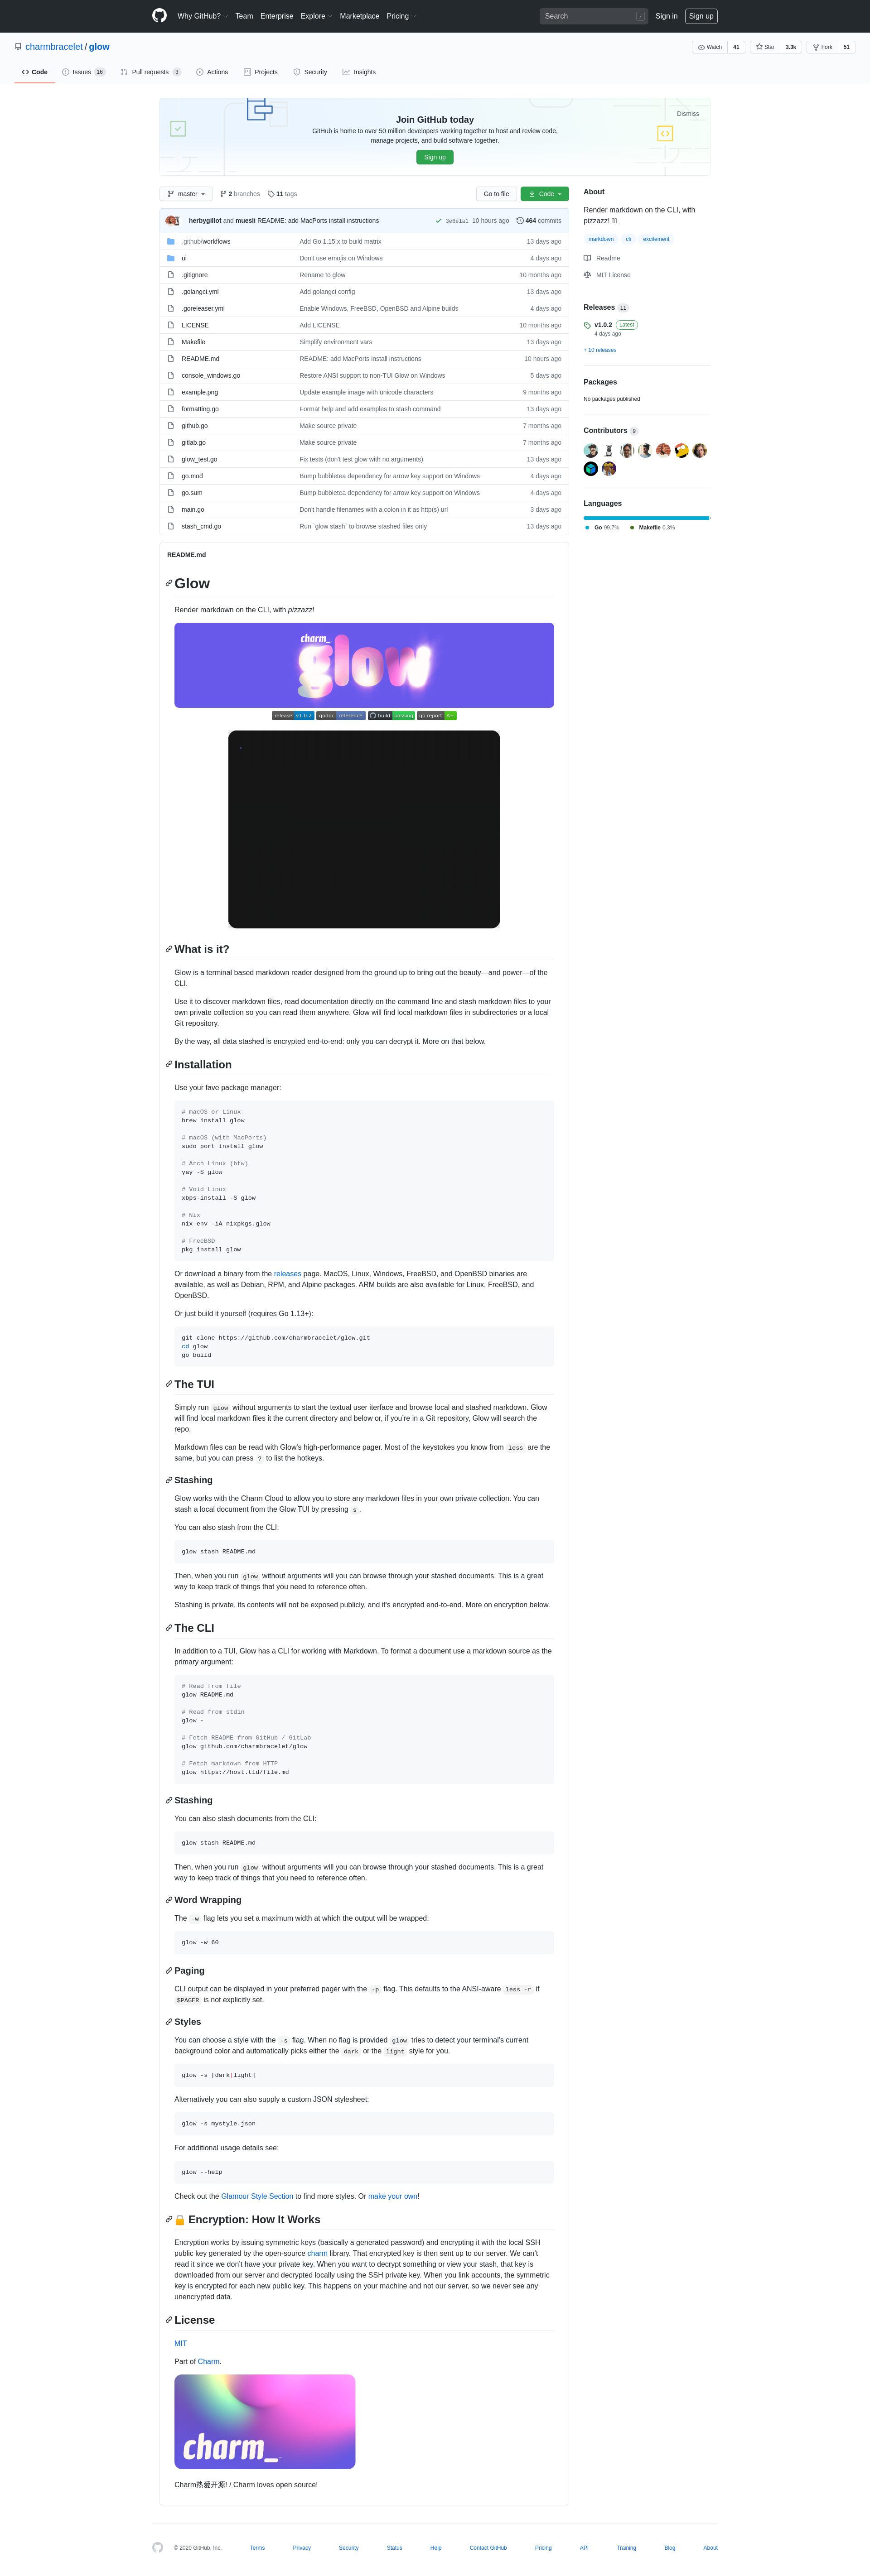 Why GitHub? Team Enterprise Explore Marketplace Pricing Search / Sign in Sign up
charmbracelet / glow Watch 41 Star 3.3k Fork 51
Code Issues 16 Pull requests 3 Actions Projects Security Insights
Dismiss
Join GitHub today
GitHub is home to over 50 million developers working together to host and review code,
manage projects, and build software together.
Sign up
master 2 branches 11 tags Go to file Code
herbygillot and muesli README: add MacPorts install instructions 3e6e1a1 10 hours ago 464 commits
.github/workflows Add Go 1.15.x to build matrix 13 days ago
ui Don't use emojis on Windows 4 days ago
.gitignore Rename to glow 10 months ago
.golangci.yml Add golangci config 13 days ago
.goreleaser.yml Enable Windows, FreeBSD, OpenBSD and Alpine builds 4 days ago
LICENSE Add LICENSE 10 months ago
Makefile Simplify environment vars 13 days ago
README.md README: add MacPorts install instructions 10 hours ago
console_windows.go Restore ANSI support to non-TUI Glow on Windows 5 days ago
example.png Update example image with unicode characters 9 months ago
formatting.go Format help and add examples to stash command 13 days ago
github.go Make source private 7 months ago
gitlab.go Make source private 7 months ago
glow_test.go Fix tests (don't test glow with no arguments) 13 days ago
go.mod Bump bubbletea dependency for arrow key support on Windows 4 days ago
go.sum Bump bubbletea dependency for arrow key support on Windows 4 days ago
main.go Don't handle filenames with a colon in it as http(s) url 3 days ago
stash_cmd.go Run `glow stash` to browse stashed files only 13 days ago
About
Render markdown on the CLI, with
pizzazz!
markdown cli excitement
Readme
MIT License
Releases 11
v1.0.2 Latest
4 days ago
+ 10 releases
Packages
No packages published
Contributors 9
Languages
Go 99.7% Makefile 0.3%
README.md
Glow
Render markdown on the CLI, with pizzazz!
charm_
glow
release v1.0.2 godoc reference build passing go report A+
What is it?
Glow is a terminal based markdown reader designed from the ground up to bring out the beauty—and power—of the
CLI.
Use it to discover markdown files, read documentation directly on the command line and stash markdown files to your
own private collection so you can read them anywhere. Glow will find local markdown files in subdirectories or a local
Git repository.
By the way, all data stashed is encrypted end-to-end: only you can decrypt it. More on that below.
Installation
Use your fave package manager:
# macOS or Linux
brew install glow
# macOS (with MacPorts)
sudo port install glow
# Arch Linux (btw)
yay -S glow
# Void Linux
xbps-install -S glow
# Nix
nix-env -iA nixpkgs.glow
# FreeBSD
pkg install glow
Or download a binary from the releases page. MacOS, Linux, Windows, FreeBSD, and OpenBSD binaries are
available, as well as Debian, RPM, and Alpine packages. ARM builds are also available for Linux, FreeBSD, and
OpenBSD.
Or just build it yourself (requires Go 1.13+):
git clone https://github.com/charmbracelet/glow.git
cd glow
go build
The TUI
Simply run glow without arguments to start the textual user iterface and browse local and stashed markdown. Glow
will find local markdown files it the current directory and below or, if you're in a Git repository, Glow will search the
repo.
Markdown files can be read with Glow's high-performance pager. Most of the keystokes you know from less are the
same, but you can press ? to list the hotkeys.
Stashing
Glow works with the Charm Cloud to allow you to store any markdown files in your own private collection. You can
stash a local document from the Glow TUI by pressing s .
You can also stash from the CLI:
glow stash README.md
Then, when you run glow without arguments will you can browse through your stashed documents. This is a great
way to keep track of things that you need to reference often.
Stashing is private, its contents will not be exposed publicly, and it's encrypted end-to-end. More on encryption below.
The CLI
In addition to a TUI, Glow has a CLI for working with Markdown. To format a document use a markdown source as the
primary argument:
# Read from file
glow README.md
# Read from stdin
glow -
# Fetch README from GitHub / GitLab
glow github.com/charmbracelet/glow
# Fetch markdown from HTTP
glow https://host.tld/file.md
Stashing
You can also stash documents from the CLI:
glow stash README.md
Then, when you run glow without arguments will you can browse through your stashed documents. This is a great
way to keep track of things that you need to reference often.
Word Wrapping
The -w flag lets you set a maximum width at which the output will be wrapped:
glow -w 60
Paging
CLI output can be displayed in your preferred pager with the -p flag. This defaults to the ANSI-aware less -r if
$PAGER is not explicitly set.
Styles
You can choose a style with the -s flag. When no flag is provided glow tries to detect your terminal's current
background color and automatically picks either the dark or the light style for you.
glow -s [dark|light]
Alternatively you can also supply a custom JSON stylesheet:
glow -s mystyle.json
For additional usage details see:
glow --help
Check out the Glamour Style Section to find more styles. Or make your own!
🔒 Encryption: How It Works
Encryption works by issuing symmetric keys (basically a generated password) and encrypting it with the local SSH
public key generated by the open-source charm library. That encrypted key is then sent up to our server. We can't
read it since we don't have your private key. When you want to decrypt something or view your stash, that key is
downloaded from our server and decrypted locally using the SSH private key. When you link accounts, the symmetric
key is encrypted for each new public key. This happens on your machine and not our server, so we never see any
unencrypted data.
License
MIT
Part of Charm.
charm_
Charm热爱开源! / Charm loves open source!
© 2020 GitHub, Inc. Terms Privacy Security Status Help Contact GitHub Pricing API Training Blog About